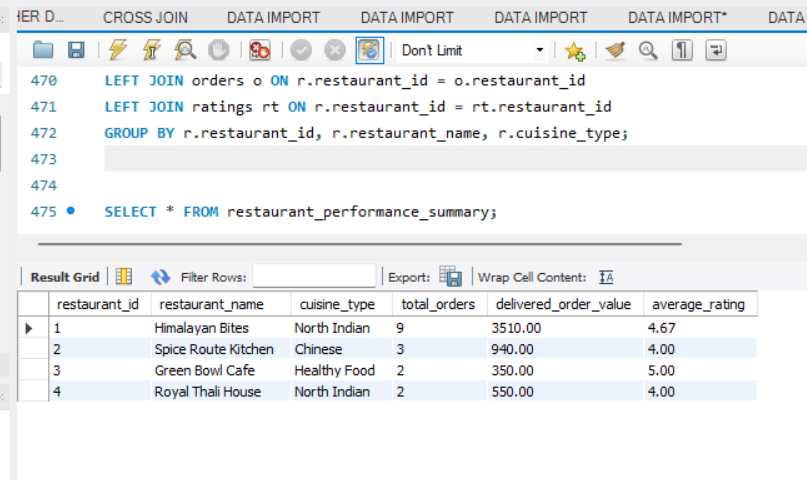 HER D... CROSS JOIN DATA IMPORT DATA IMPORT DATA IMPORT DATA IMPORT* DATA
Don't Limit
470 LEFT JOIN orders o ON r.restaurant_id = o.restaurant_id
471 LEFT JOIN ratings rt ON r.restaurant_id = rt.restaurant_id
472 GROUP BY r.restaurant_id, r.restaurant_name, r.cuisine_type;
473
474
475 SELECT * FROM restaurant_performance_summary;
Result Grid Filter Rows: Export: Wrap Cell Content:
restaurant_id restaurant_name cuisine_type total_orders delivered_order_value average_rating
1 Himalayan Bites North Indian 9 3510.00 4.67
2 Spice Route Kitchen Chinese 3 940.00 4.00
3 Green Bowl Cafe Healthy Food 2 350.00 5.00
4 Royal Thali House North Indian 2 550.00 4.00